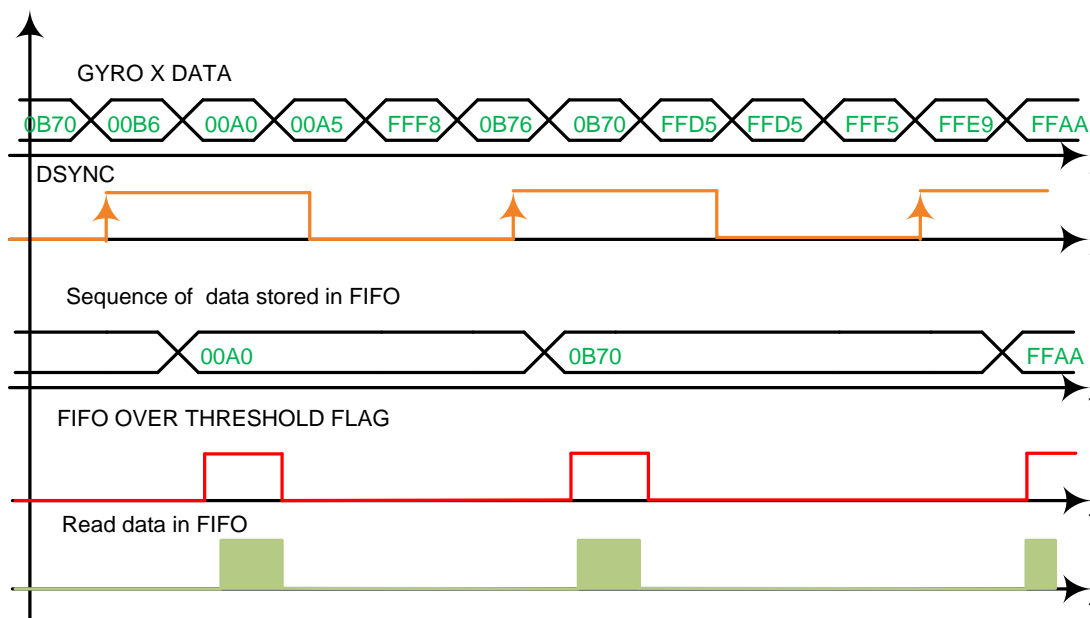 GYRO X DATA
0B70 00B6 00A0 00A5 FFF8 0B76 0B70 FFD5 FFD5 FFF5 FFE9 FFAA
DSYNC
Sequence of data stored in FIFO
00A0 0B70 FFAA
FIFO OVER THRESHOLD FLAG
Read data in FIFO